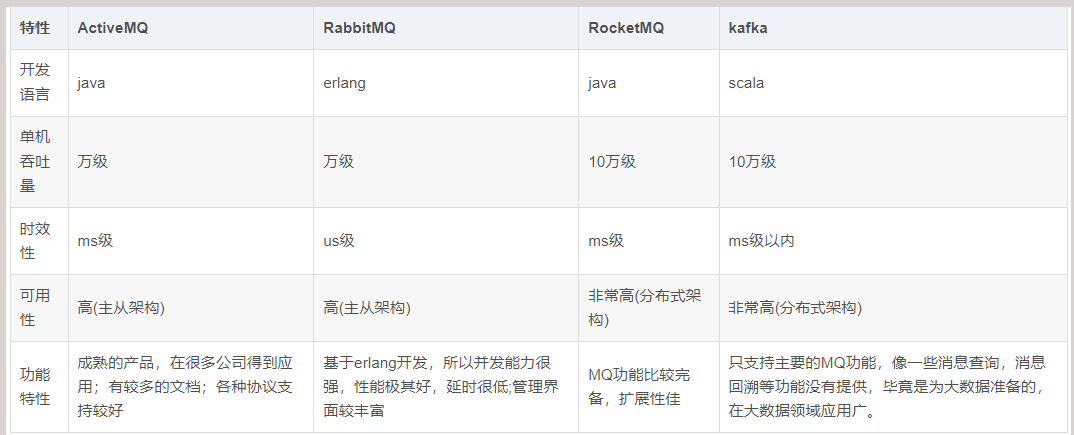 特性 ActiveMQ RabbitMQ RocketMQ kafka
开发
语言
java
erlang
java
scala
单机
吞吐
量
万级
万级
10万级
10万级
时效
性
ms级
us级
ms级
ms级以内
可用
性
高(主从架构)
高(主从架构)
非常高(分布式架
构)
非常高(分布式架构)
功能
特性
成熟的产品，在很多公司得到应
用；有较多的文档；各种协议支
持较好
基于erlang开发，所以并发能力很
强，性能极其好，延时很低;管理界
面较丰富
MQ功能比较完
备，扩展性佳
只支持主要的MQ功能，像一些消息查询，消息
回溯等功能没有提供，毕竟是为大数据准备的，
在大数据领域应用广。